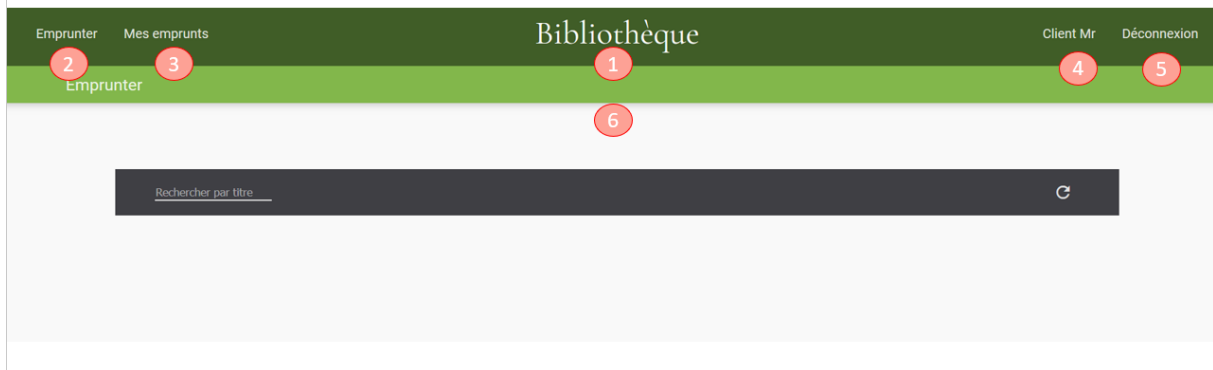 Emprunter Mes emprunts Bibliothèque Client Mr Déconnexion
2 3 1 4 5
Emprunter
6
Rechercher par titre